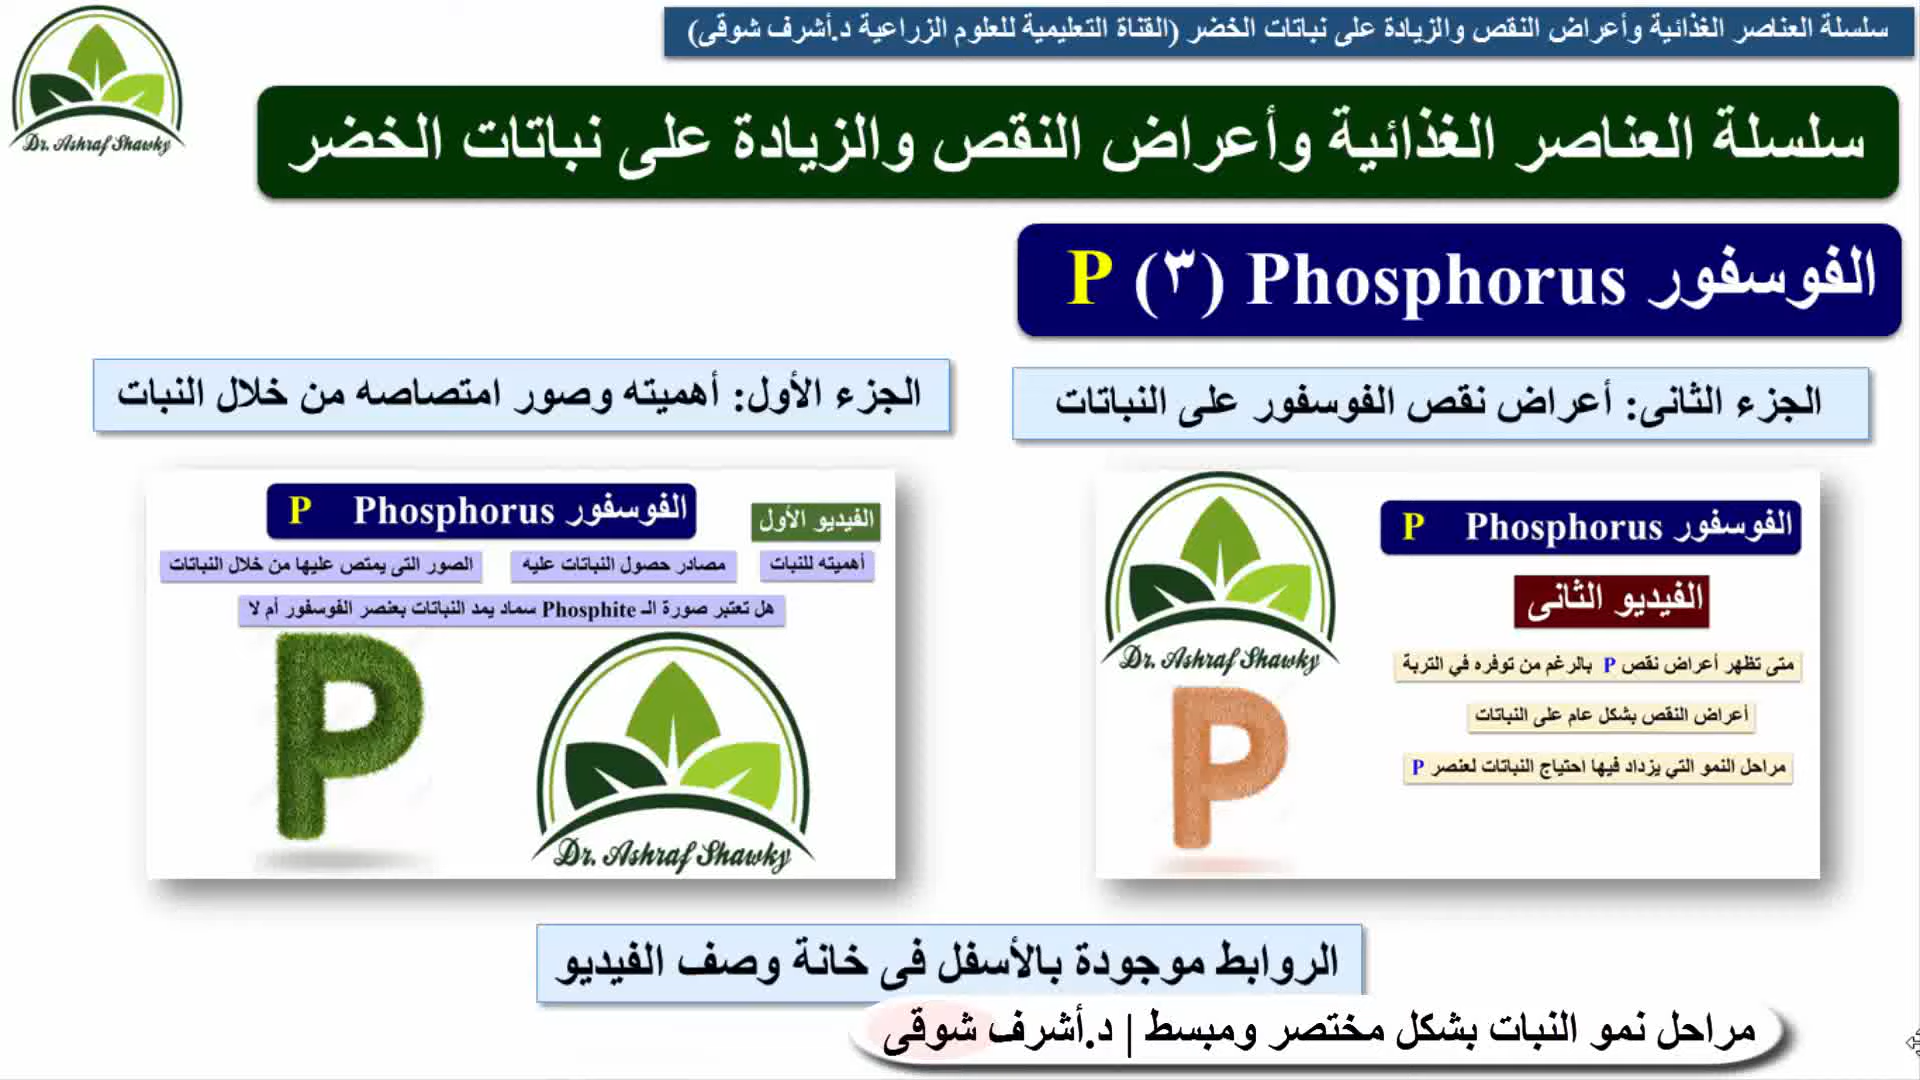 سلسلة العناصر الغذائية وأعراض النقص والزيادة على نباتات الخضر (القناة التعليمية للعلوم الزراعية د.أشرف شوقى)
Dr. Ashraf Shawky
سلسلة العناصر الغذائية وأعراض النقص والزيادة على نباتات الخضر
الفوسفور Phosphorus (٣) P
الجزء الثانى: أعراض نقص الفوسفور على النباتات
الفوسفور Phosphorus P
الفيديو الثانى
متى تظهر أعراض نقص P بالرغم من توفره في التربة
أعراض النقص بشكل عام على النباتات
مراحل النمو التي يزداد فيها احتياج النباتات لعنصر P
Dr. Ashraf Shawky
P
الجزء الأول: أهميته وصور امتصاصه من خلال النبات
الفوسفور Phosphorus P
الفيديو الأول
أهميته للنبات
مصادر حصول النباتات عليه
الصور التى يمتص عليها من خلال النباتات
هل تعتبر صورة الـ Phosphite سماد يمد النباتات بعنصر الفوسفور أم لا
P
Dr. Ashraf Shawky
الروابط موجودة بالأسفل فى خانة وصف الفيديو
مراحل نمو النبات بشكل مختصر ومبسط | د.أشرف شوقى